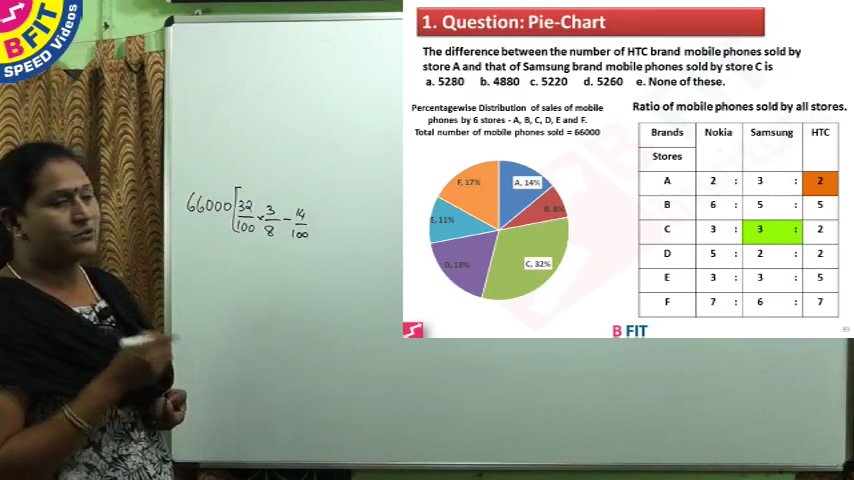 BFIT
SPEED Videos
1. Question: Pie-Chart
The difference between the number of HTC brand mobile phones sold by
store A and that of Samsung brand mobile phones sold by store C is
a. 5280 b. 4880 c. 5220 d. 5260 e. None of these.
Percentagewise Distribution of sales of mobile
phones by 6 stores - A, B, C, D, E and F.
Total number of mobile phones sold = 66000
F, 17%
A, 14%
B, 8%
E, 11%
D, 18%
C, 32%
Ratio of mobile phones sold by all stores.
Brands Nokia Samsung HTC
Stores
A 2 : 3 : 2
B 6 : 5 : 5
C 3 : 3 : 2
D 5 : 2 : 2
E 3 : 3 : 5
F 7 : 6 : 7
B FIT
66000 [ 32/100 × 3/8 − 14/100